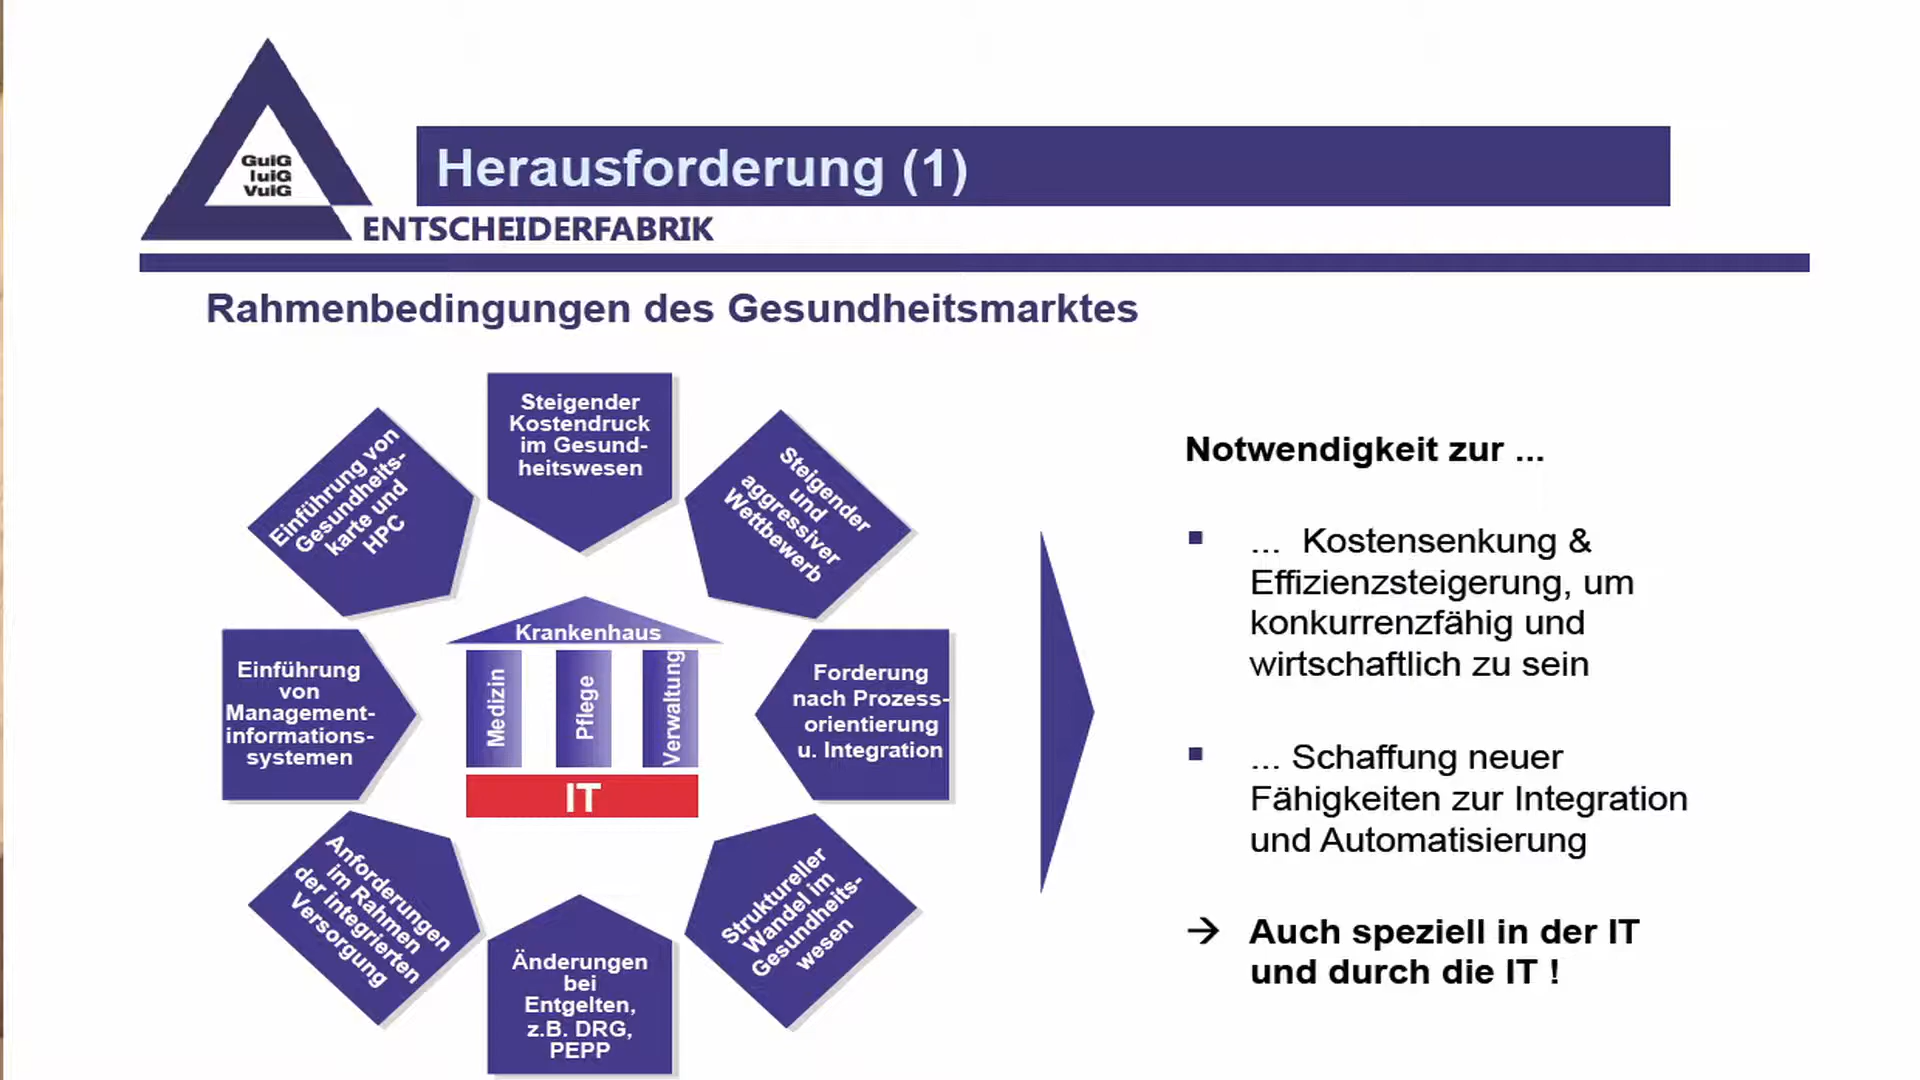 GuiG
IuiG
VuiG
Herausforderung (1)
ENTSCHEIDERFABRIK
Rahmenbedingungen des Gesundheitsmarktes
Steigender
Kostendruck
im Gesund-
heitswesen
Steigender
und
aggressiver
Wettbewerb
Forderung
nach Prozess-
orientierung
u. Integration
Struktureller
Wandel im
Gesundheits-
wesen
Änderungen
bei
Entgelten,
z.B. DRG,
PEPP
Anforderungen
im Rahmen
der integrierten
Versorgung
Einführung
von
Management-
informations-
systemen
Einführung von
Gesundheits-
karte und
HPC
Krankenhaus
Medizin
Pflege
Verwaltung
IT
Notwendigkeit zur ...
▪ ... Kostensenkung &
Effizienzsteigerung, um
konkurrenzfähig und
wirtschaftlich zu sein
▪ ... Schaffung neuer
Fähigkeiten zur Integration
und Automatisierung
→ Auch speziell in der IT
und durch die IT !